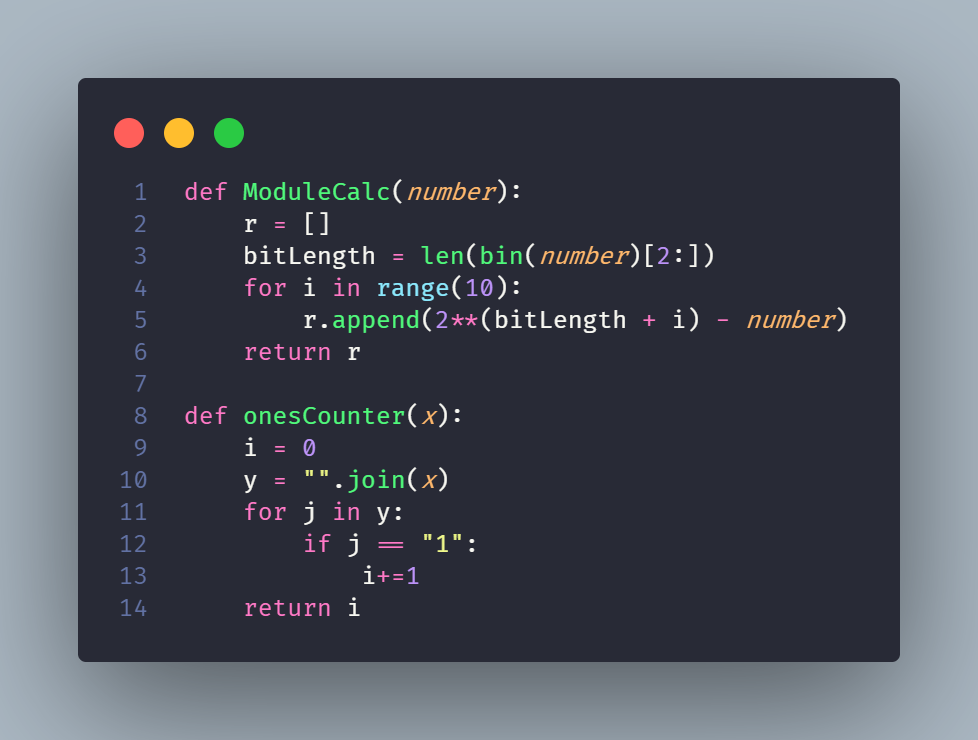 1 def ModuleCalc(number):
2     r = []
3     bitLength = len(bin(number)[2:])
4     for i in range(10):
5         r.append(2**(bitLength + i) - number)
6     return r
7
8 def onesCounter(x):
9     i = 0
10     y = "".join(x)
11     for j in y:
12         if j == "1":
13             i+=1
14     return i